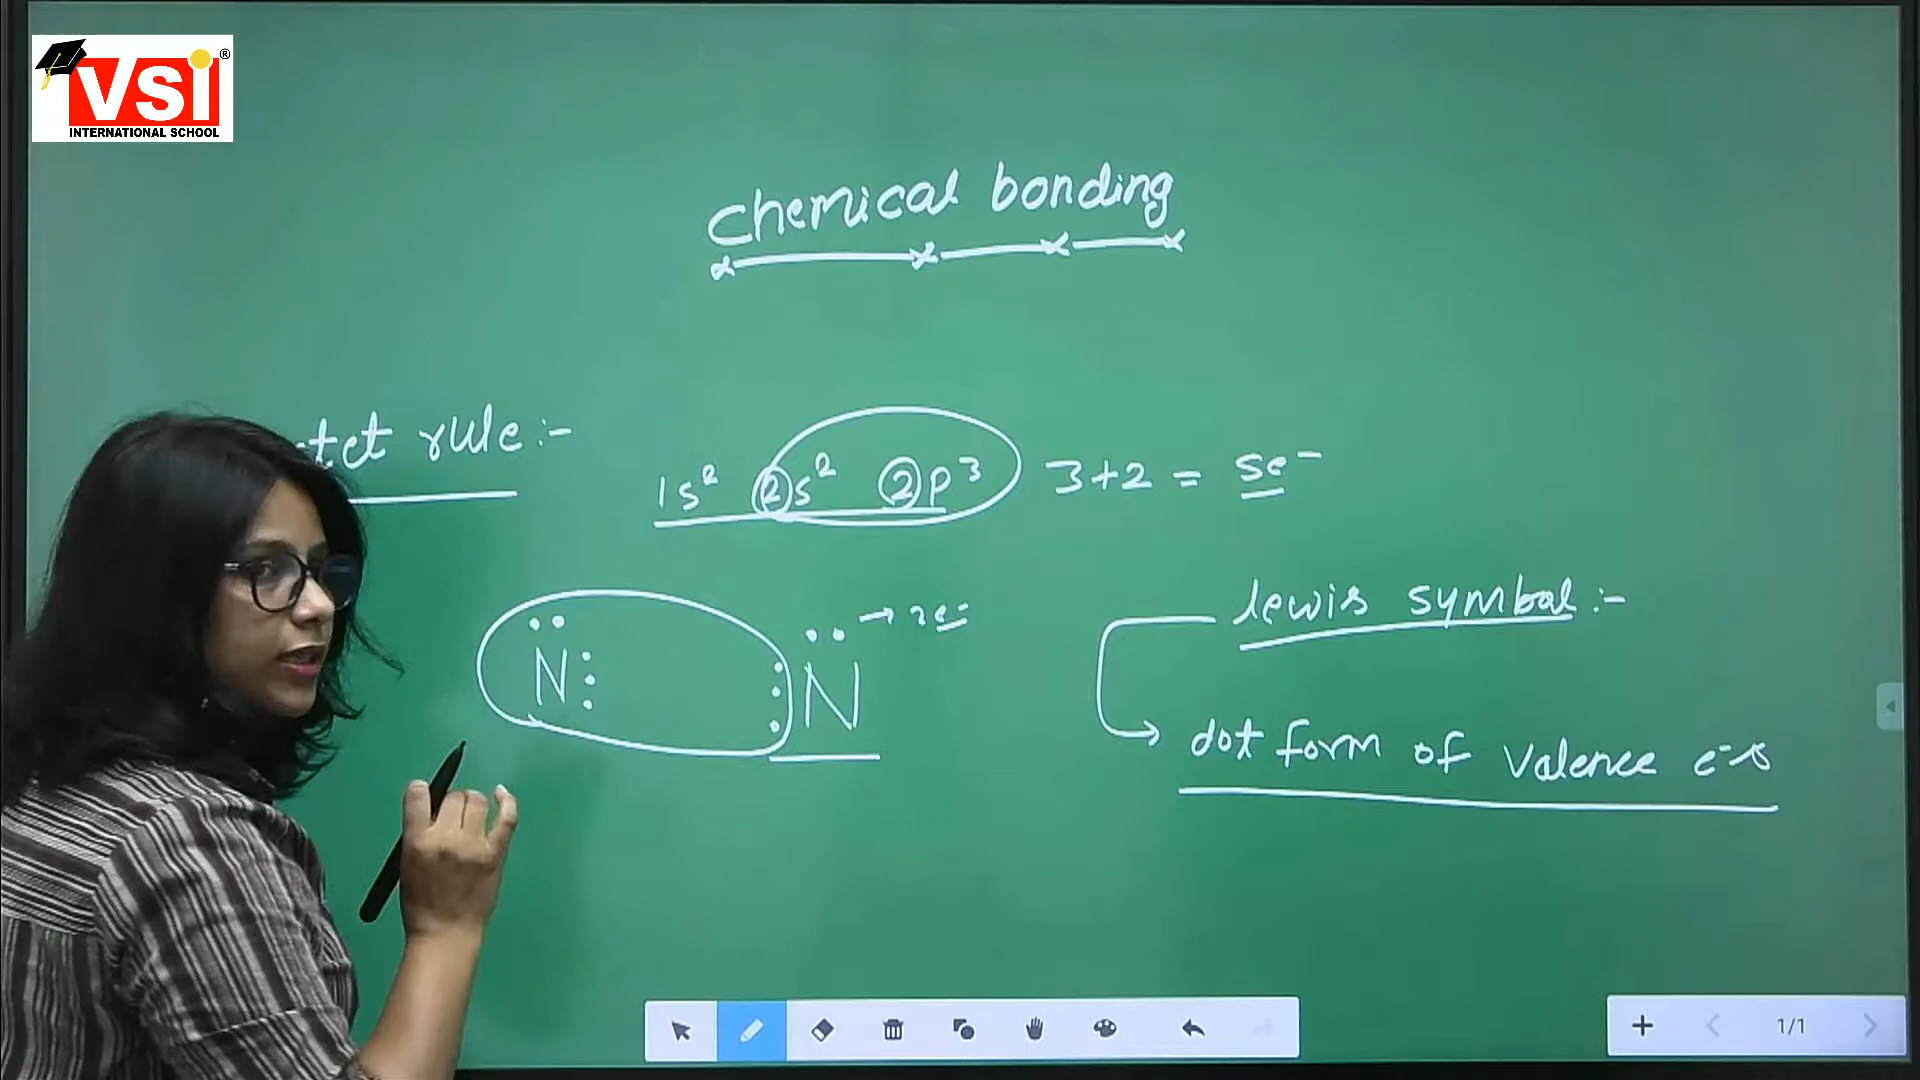 vsi®
INTERNATIONAL SCHOOL
Chemical bonding
tet rule:-
1s² 2s² 2p³ 3+2 = 5e⁻
N N → 2e-
lewis symbol:-
dot form of valence e-s
1/1